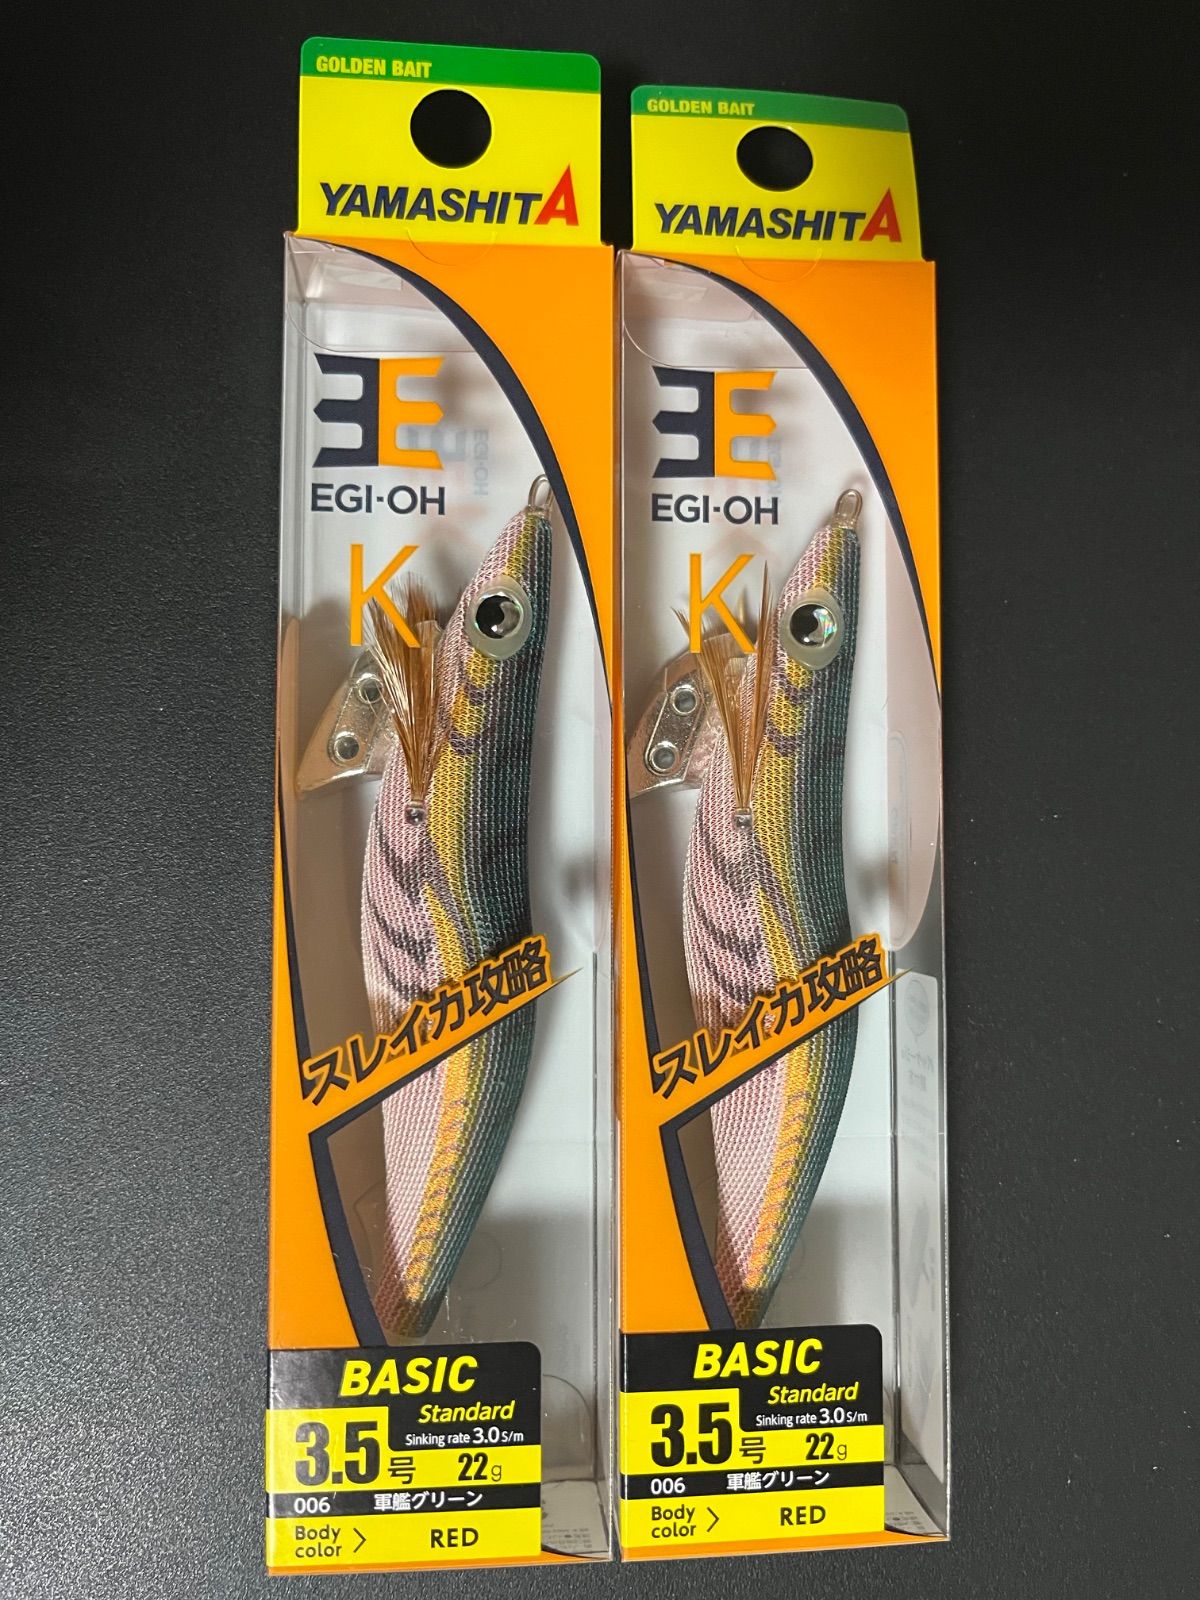 GOLDEN BAIT
YAMASHITA
EGI-OH
K
スレイカ攻略
BASIC
Standard
Sinking rate 3.0 S/m
3.5号
22g
006 軍艦グリーン
Body color > RED
GOLDEN BAIT
YAMASHITA
EGI-OH
K
スレイカ攻略
BASIC
Standard
Sinking rate 3.0 S/m
3.5号
22g
006 軍艦グリーン
Body color > RED